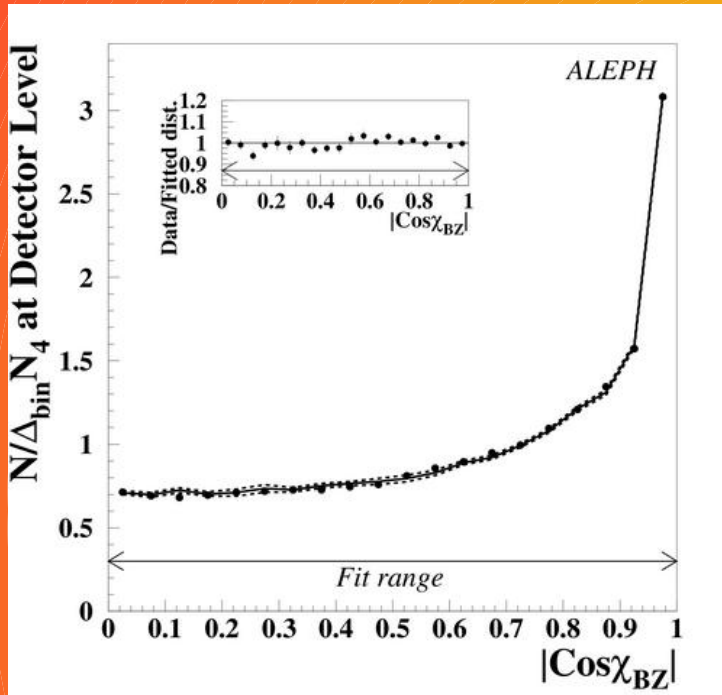 ALEPH
N/Δ_bin N_4 at Detector Level
3
2.5
2
1.5
1
0.5
0
Data/Fitted dist.
1.2
1.1
1
0.9
0.8
0 0.2 0.4 0.6 0.8 1
|Cosχ_BZ|
Fit range
0 0.1 0.2 0.3 0.4 0.5 0.6 0.7 0.8 0.9 1
|Cosχ_BZ|